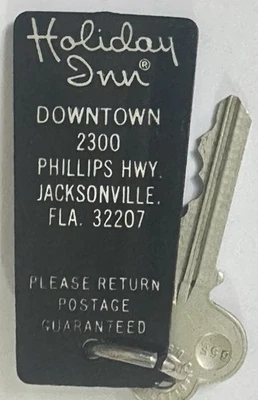 Holiday
Inn®
DOWNTOWN
2300
PHILLIPS HWY.
JACKSONVILLE.
FLA. 32207
PLEASE RETURN
POSTAGE
GUARANTEED